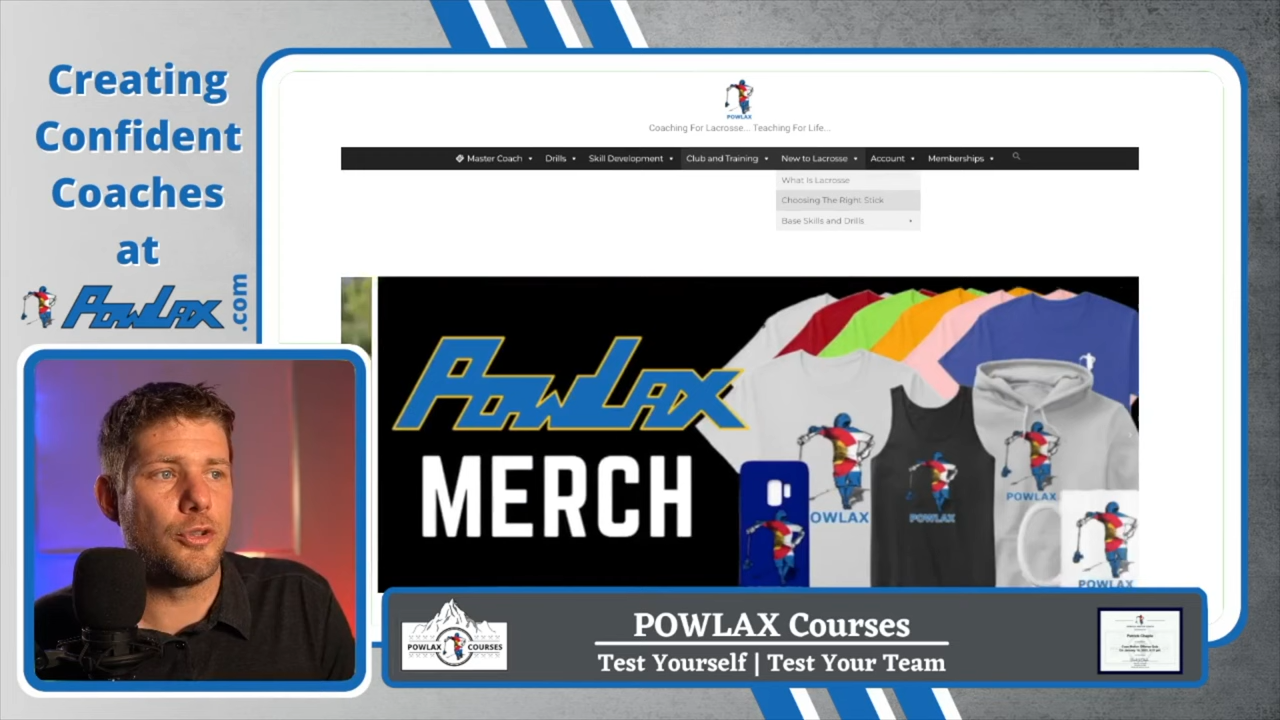 Creating
Confident
Coaches
at
POWLAX
.com
POWLAX
Coaching For Lacrosse... Teaching For Life...
Master Coach Drills Skill Development Club and Training New to Lacrosse Account Memberships
What Is Lacrosse
Choosing The Right Stick
Base Skills and Drills
POWLAX
MERCH
OWLAX
POWLAX
POWLAX
POWLAX
POWLAX COURSES
POWLAX Courses
Test Yourself | Test Your Team